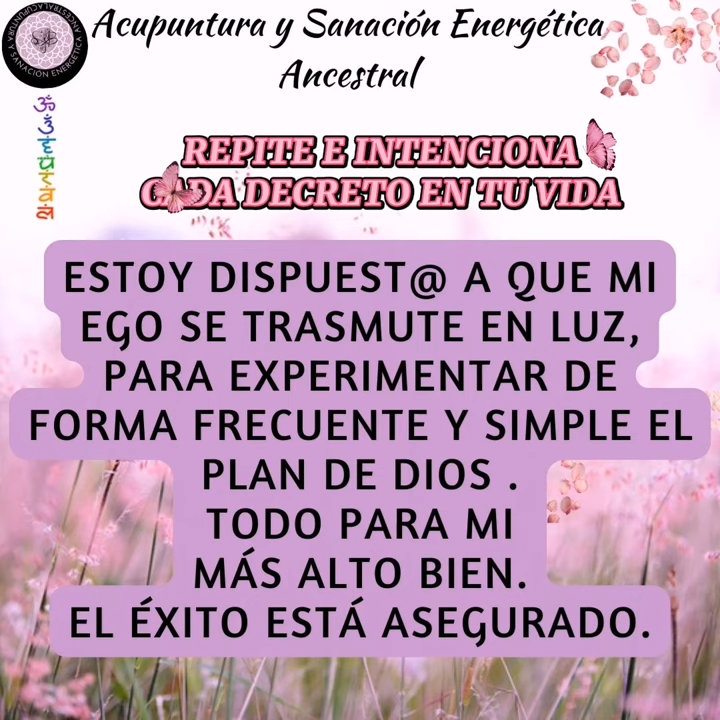 Acupuntura y Sanación Energética
Ancestral
REPITE E INTENCIONA
CADA DECRETO EN TU VIDA
ESTOY DISPUEST@ A QUE MI
EGO SE TRASMUTE EN LUZ,
PARA EXPERIMENTAR DE
FORMA FRECUENTE Y SIMPLE EL
PLAN DE DIOS .
TODO PARA MI
MÁS ALTO BIEN.
EL ÉXITO ESTÁ ASEGURADO.